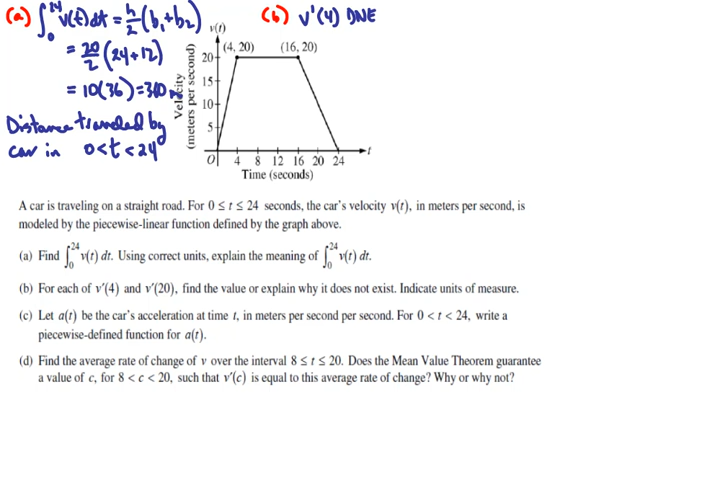 (a) ∫₀²⁴ v(t)dt = h/2 (b₁+b₂)
= 20/2 (24+12)
= 10(36) = 360 m
Distance traveled by
car in 0<t<24
(b) v'(4) DNE
v(t)
(4, 20) (16, 20)
20
15
10
5
O 4 8 12 16 20 24 t
Velocity
(meters per second)
Time (seconds)
A car is traveling on a straight road. For 0 ≤ t ≤ 24 seconds, the car's velocity v(t), in meters per second, is
modeled by the piecewise-linear function defined by the graph above.
(a) Find ∫₀²⁴ v(t) dt. Using correct units, explain the meaning of ∫₀²⁴ v(t) dt.
(b) For each of v'(4) and v'(20), find the value or explain why it does not exist. Indicate units of measure.
(c) Let a(t) be the car's acceleration at time t, in meters per second per second. For 0 < t < 24, write a
piecewise-defined function for a(t).
(d) Find the average rate of change of v over the interval 8 ≤ t ≤ 20. Does the Mean Value Theorem guarantee
a value of c, for 8 < c < 20, such that v'(c) is equal to this average rate of change? Why or why not?